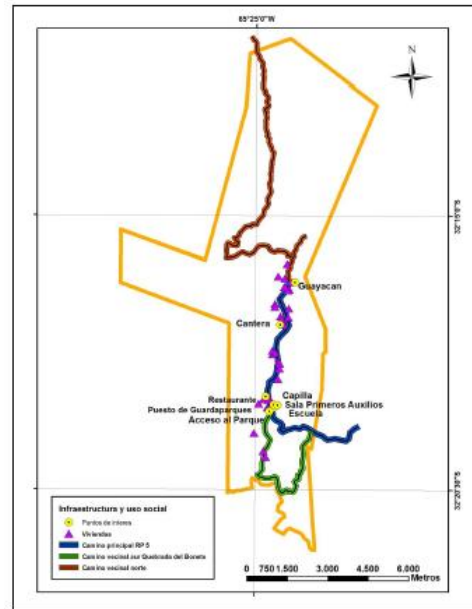 65°25'0"W
N
32°15'0"S
Guayacan
Cantera
Restaurante
Capilla
Puesto de Guardaparques
Sala Primeros Auxilios
Acceso al Parque
Escuela
32°20'30"S
Infraestructura y uso social
Puntos de interes
Viviendas
Camino principal RP 5
Camino vecinal sur Quebrada del Bonete
Camino vecinal norte
0 750 1.500 3.000 4.500 6.000
Metros